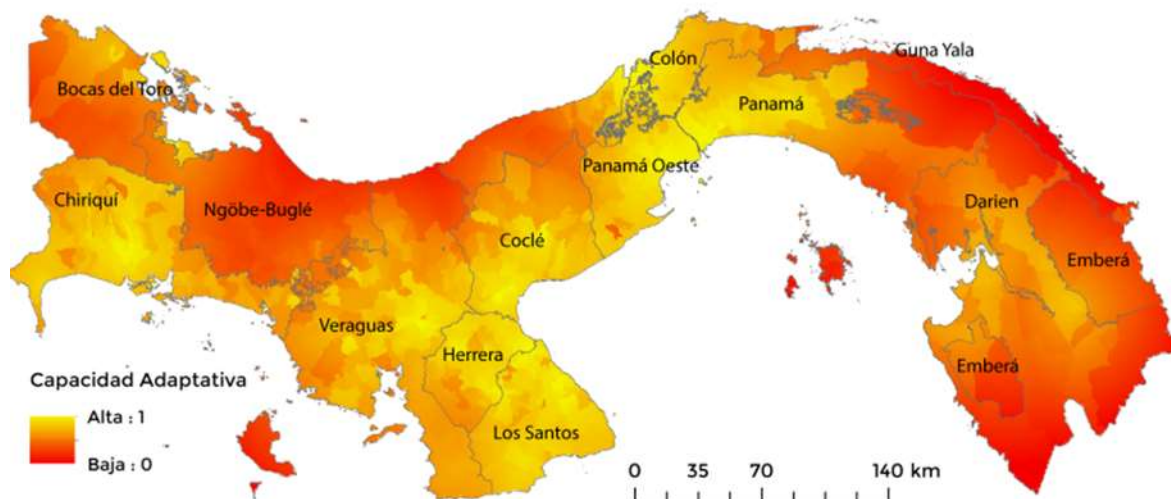 Guna Yala
Colón
Bocas del Toro
Panamá
Panamá Oeste
Chiriquí
Ngöbe-Buglé
Darien
Coclé
Emberá
Veraguas
Herrera
Emberá
Capacidad Adaptativa
Alta : 1
Baja : 0
Los Santos
0 35 70 140 km